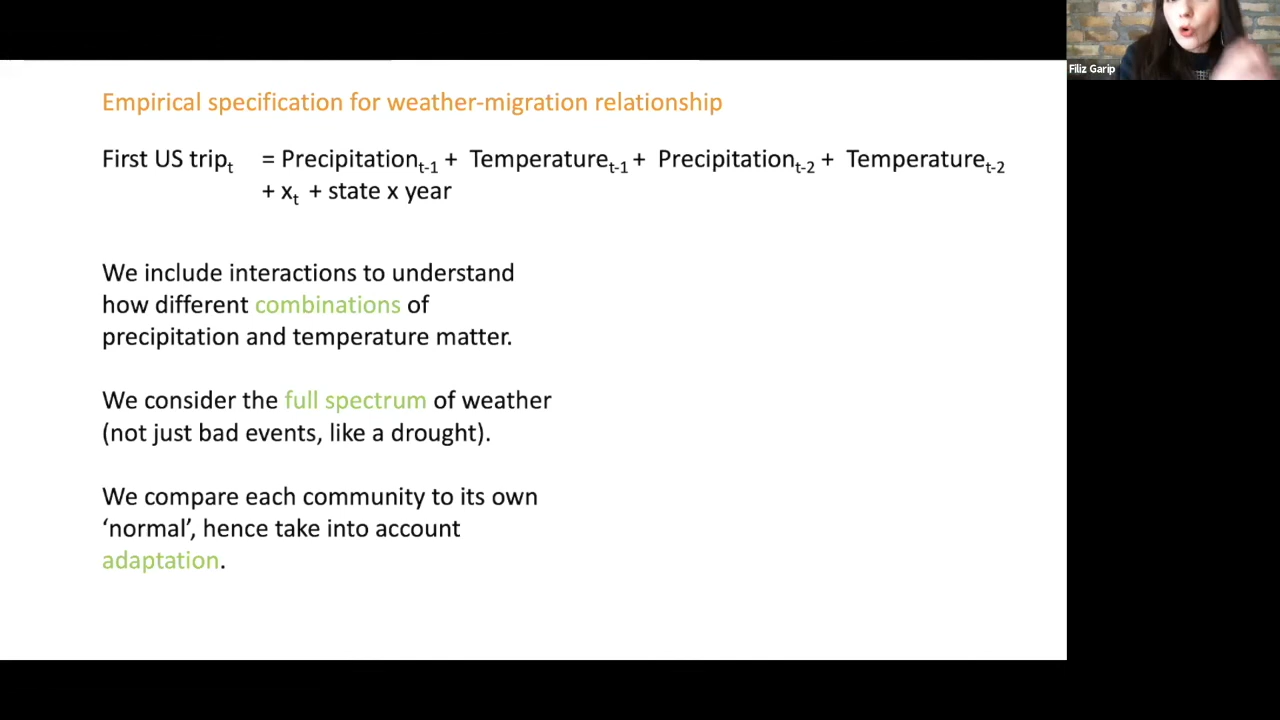 Filiz Garip
Empirical specification for weather-migration relationship
First US trip_t = Precipitation_t-1 + Temperature_t-1 + Precipitation_t-2 + Temperature_t-2
+ x_t + state x year
We include interactions to understand
how different combinations of
precipitation and temperature matter.
We consider the full spectrum of weather
(not just bad events, like a drought).
We compare each community to its own
‘normal’, hence take into account
adaptation.